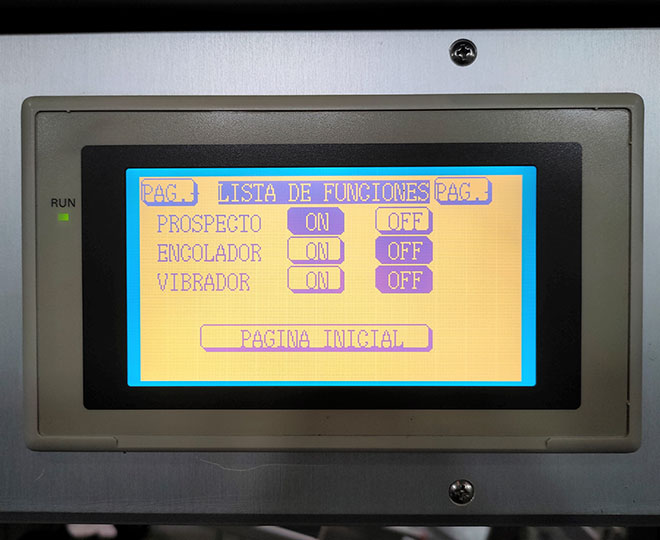 RUN
PAG.- LISTA DE FUNCIONES PAG.+
PROSPECTO ON OFF
ENCOLADOR ON OFF
VIBRADOR ON OFF
PAGINA INICIAL